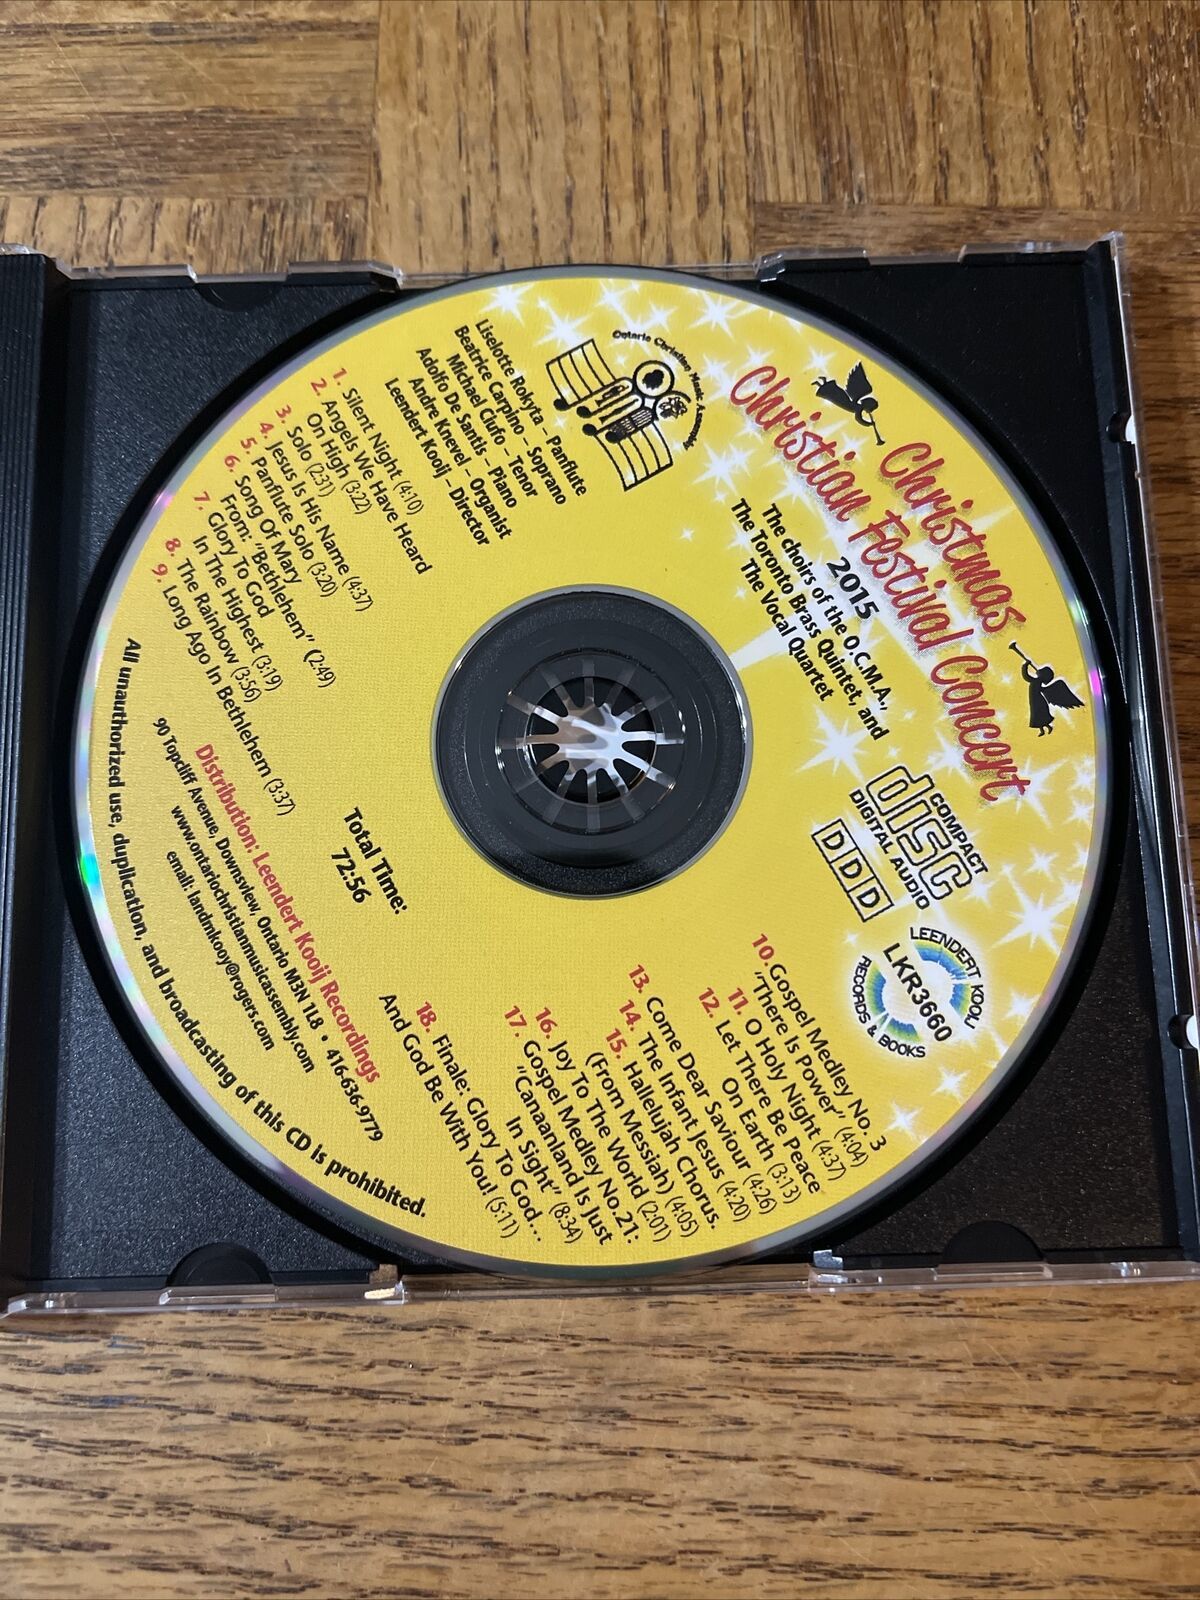 Christmas
Christian Festival Concert
2015
The choirs of the O.C.M.A.,
The Toronto Brass Quintet, and
The Vocal Quartet
Ontario Christian Music Assembly
Liselotte Rokyta – Panflute
Beatrice Carpino – Soprano
Michael Ciufo – Tenor
Adolfo De Santis – Piano
Andre Knevel – Organist
Leendert Kooij – Director
1. Silent Night (4:10)
2. Angels We Have Heard
On High (3:22)
3. Solo (2:31)
4. Jesus Is His Name (4:37)
5. Panflute Solo (3:20)
6. Song Of Mary
From: "Bethlehem" (2:49)
7. Glory To God
In The Highest (3:19)
8. The Rainbow (3:56)
9. Long Ago In Bethlehem (3:37)
COMPACT
disc
DIGITAL AUDIO
DDD
LEENDERT KOOIJ
LKR3660
RECORDS & BOOKS
10. Gospel Medley No. 3
"There Is Power" (4:04)
11. O Holy Night (4:37)
12. Let There Be Peace
On Earth (3:13)
13. Come Dear Saviour (4:26)
14. The Infant Jesus (4:20)
15. Hallelujah Chorus.
(From Messiah) (4:05)
16. Joy To The World (2:01)
17. Gospel Medley No.21:
"Canaanland Is Just
In Sight" (8:34)
18. Finale: Glory To God...
And God Be With You! (5:11)
Total Time:
72:56
Distribution: Leendert Kooij Recordings
90 Topcliff Avenue, Downsview, Ontario M3N 1L8 • 416-636-9779
www.ontariochristianmusicassembly.com
email: landmkooy@rogers.com
All unauthorized use, duplication, and broadcasting of this CD is prohibited.